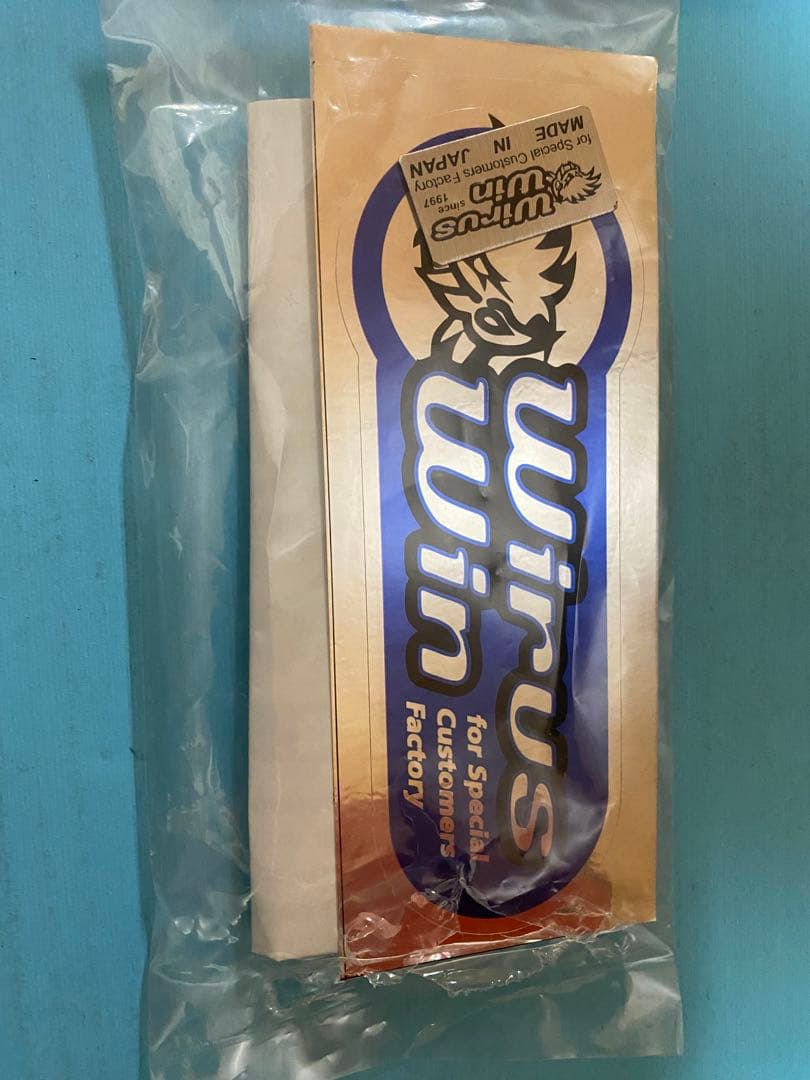 Wirus
Win
since
1997
for Special Customers Factory
MADE IN JAPAN
Wirus
Win
for Special
Customers
Factory